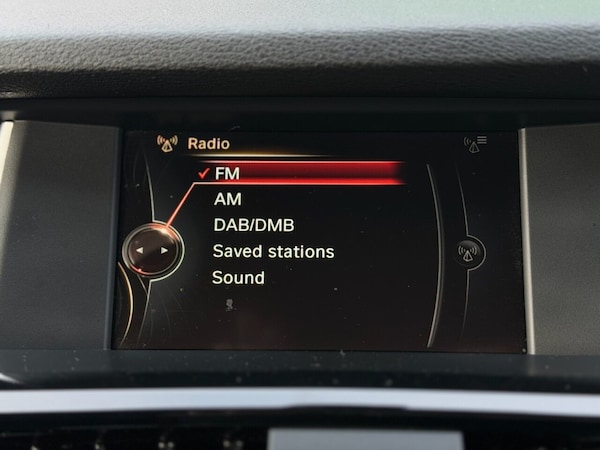 Radio
FM
AM
DAB/DMB
Saved stations
Sound